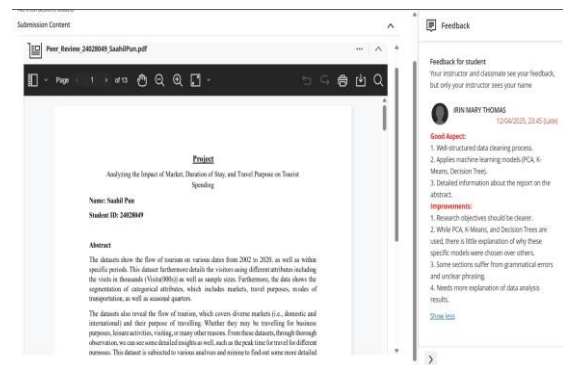 Submission Content
Peer_Review_24028049_SaahilPun.pdf
Page 1 of 13
Project
Analyzing the Impact of Market, Duration of Stay, and Travel Purpose on Tourist
Spending
Name: Saahil Pun
Student ID: 24028049
Abstract
The datasets show the flow of tourism on various dates from 2002 to 2020, as well as within
specific periods. This dataset furthermore details the visitors using different attributes including
the visits in thousands (Visits(000s)) as well as sample sizes. Furthermore, the data shows the
segmentation of categorical attributes, which includes markets, travel purposes, modes of
transportation, as well as seasonal quarters.
The datasets also reveal the flow of tourism, which covers diverse markets (i.e., domestic and
international) and their purpose of travelling. Whether they may be travelling for business
purposes, leisure activities, visiting, or many other reasons. From these datasets, through thorough
observation, we can see some detailed insights as well, such as the peak time for travel for different
purposes. This dataset is subjected to various analyses and mining to find out some more detailed
Feedback
Feedback for student
Your instructor and classmate see your feedback,
but only your instructor sees your name
IRIN MARY THOMAS
12/04/2025, 23:45 (Late)
Good Aspect:
1. Well-structured data cleaning process.
2. Applies machine learning models (PCA, K-
Means, Decision Tree).
3. Detailed information about the report on the
abstract.
Improvements:
1. Research objectives should be clearer.
2. While PCA, K-Means, and Decision Trees are
used, there is little explanation of why these
specific models were chosen over others.
3. Some sections suffer from grammatical errors
and unclear phrasing.
4. Needs more explanation of data analysis
results.
Show less